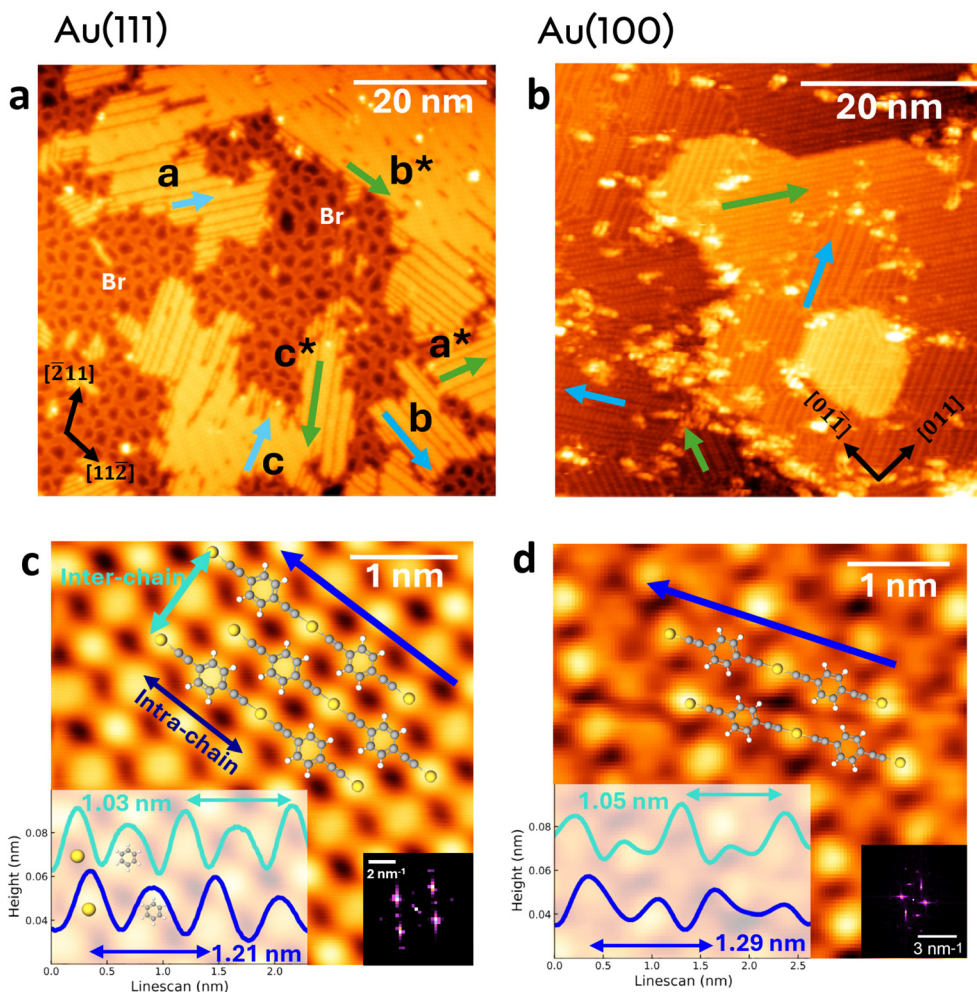 Au(111)
Au(100)
a
20 nm
a
b*
Br
Br
c*
a*
b
c
[2̅11]
[112̅]
b
20 nm
[011̅]
[011]
c
Inter-chain
1 nm
Intra-chain
1.03 nm
1.21 nm
Height (nm)
0.08
0.06
0.04
0.0
0.5
1.0
1.5
2.0
Linescan (nm)
2 nm⁻¹
d
1 nm
1.05 nm
1.29 nm
Height (nm)
0.08
0.06
0.04
0.0
0.5
1.0
1.5
2.0
2.5
Linescan (nm)
3 nm⁻¹